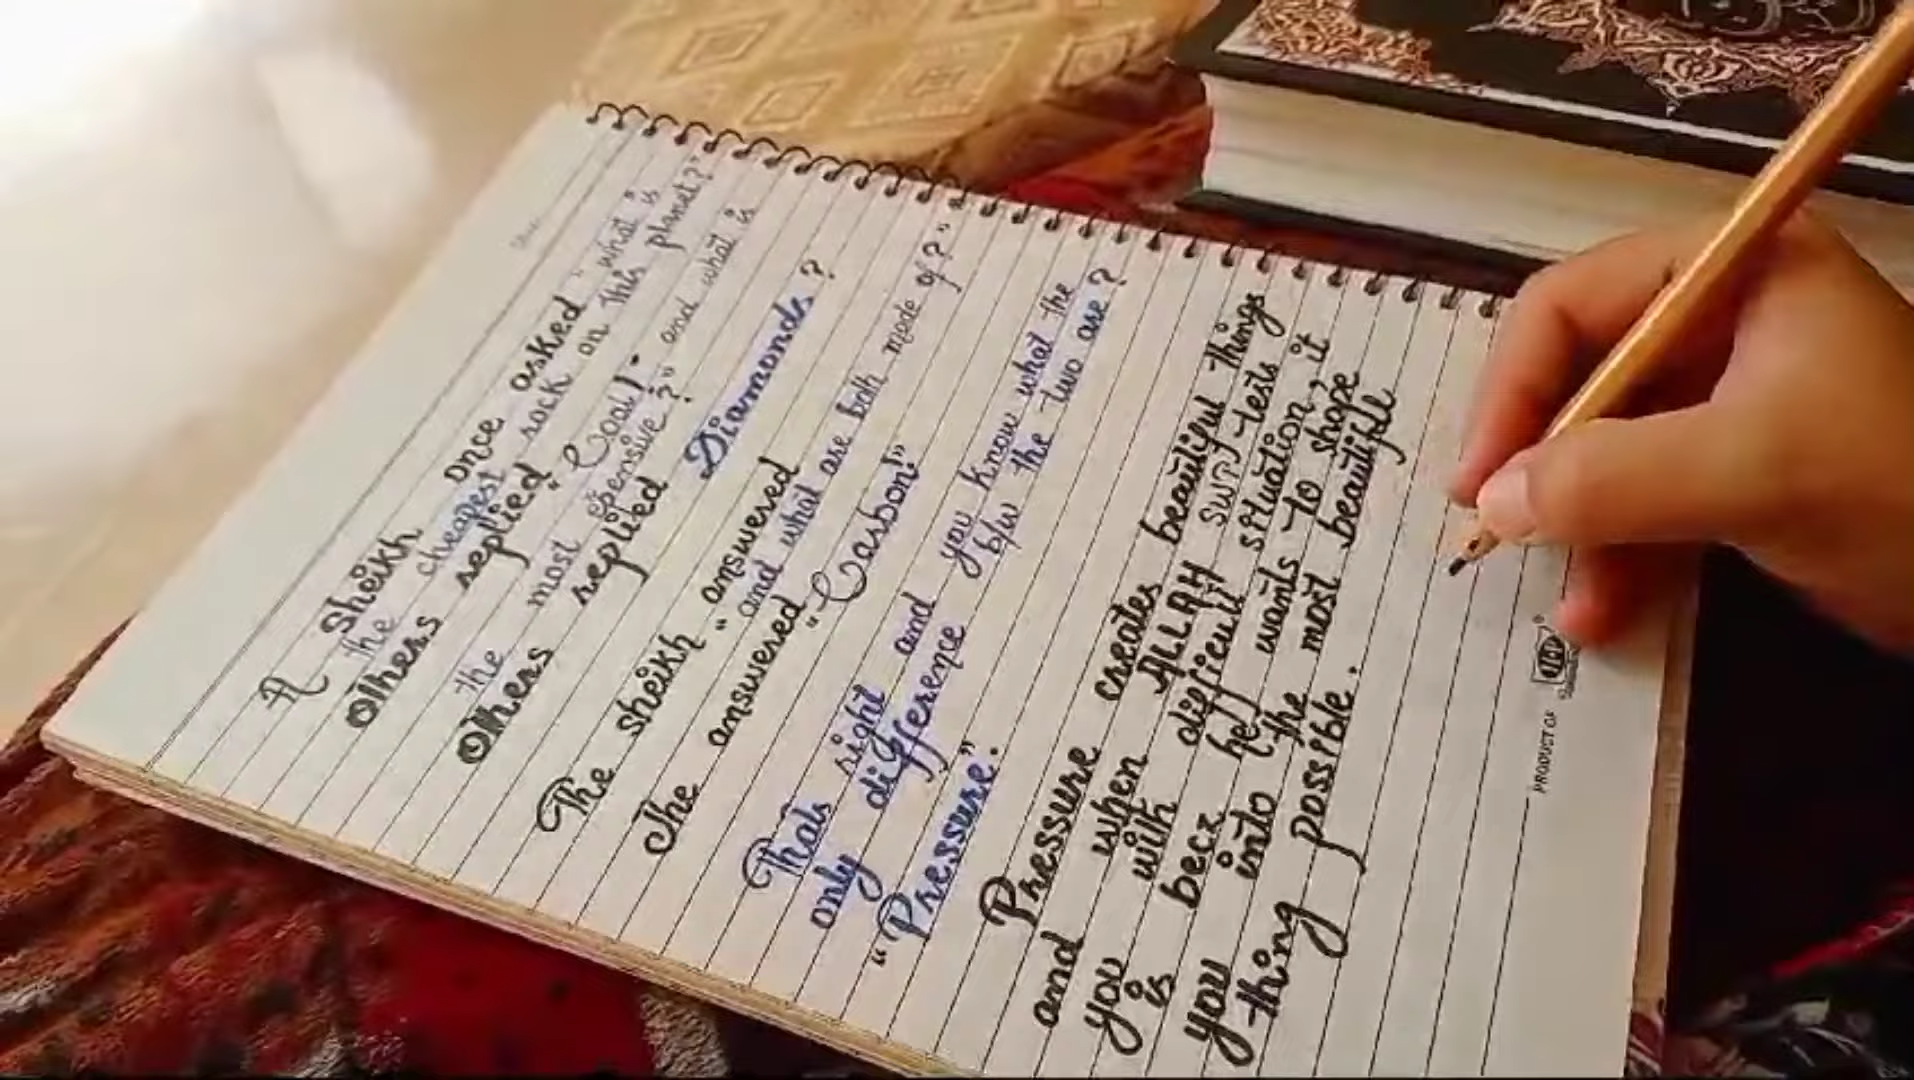 A Sheikh once asked "what is
the cheapest rock on this planet?"
Others replied "Coal!"
the most expensive?" and what is
Others replied Diamonds?
The sheikh answered
"and what are both made of?"
The answered "Carbon!"
Thats right and you know what the
only difference b/w the two are?
"Pressure".
Pressure creates beautiful things
and when ALLAH SWT tests
you with difficult situation, it
is becz he wants to shape
you into the most beautiful
thing possible.
PRODUCT OF